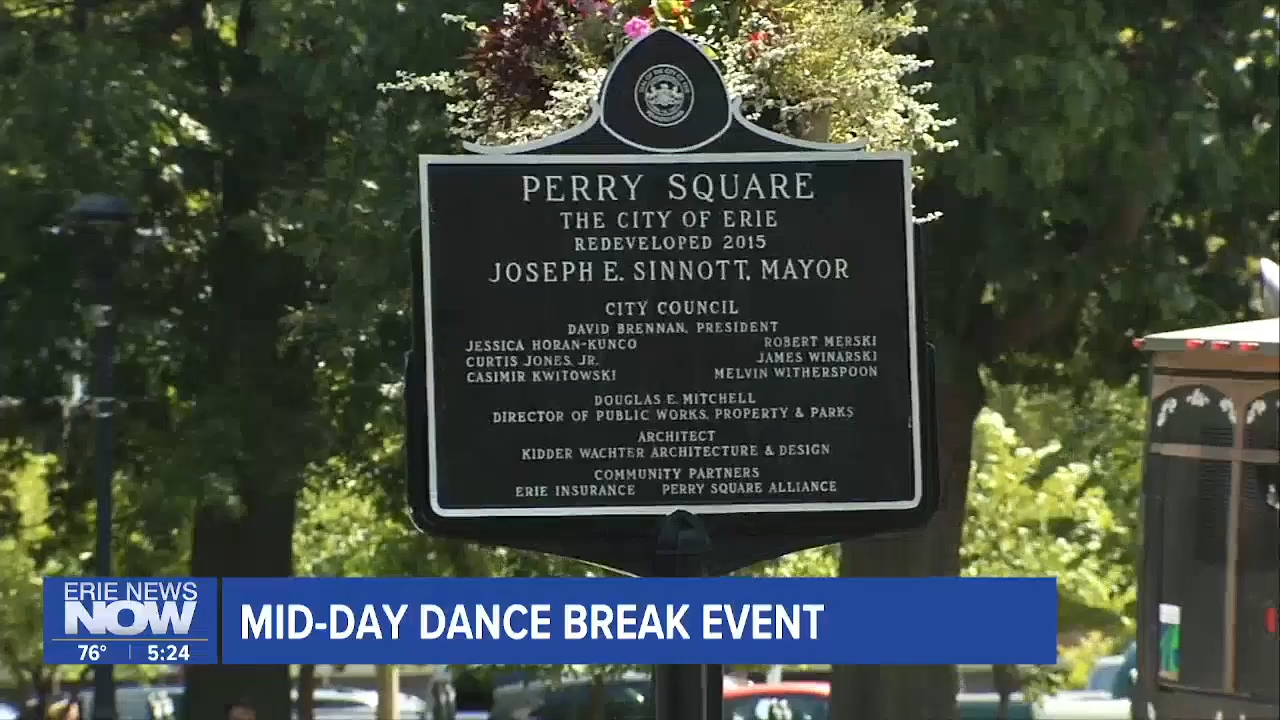 PERRY SQUARE
THE CITY OF ERIE
REDEVELOPED 2015
JOSEPH E. SINNOTT, MAYOR
CITY COUNCIL
DAVID BRENNAN, PRESIDENT
JESSICA HORAN-KUNCO ROBERT MERSKI
CURTIS JONES, JR. JAMES WINARSKI
CASIMIR KWITOWSKI MELVIN WITHERSPOON
DOUGLAS E. MITCHELL
DIRECTOR OF PUBLIC WORKS, PROPERTY & PARKS
ARCHITECT
KIDDER WACHTER ARCHITECTURE & DESIGN
COMMUNITY PARTNERS
ERIE INSURANCE PERRY SQUARE ALLIANCE
ERIE NEWS
NOW
76° 5:24
MID-DAY DANCE BREAK EVENT